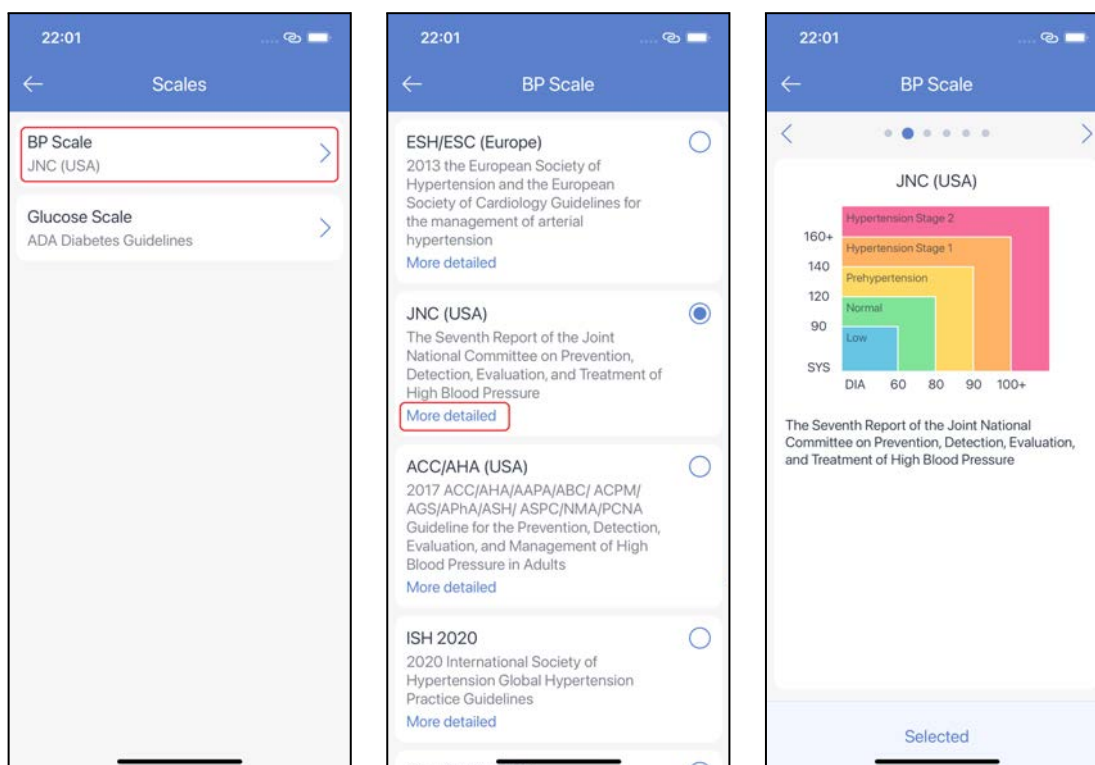 22:01
Scales
BP Scale
JNC (USA)
Glucose Scale
ADA Diabetes Guidelines
22:01
BP Scale
ESH/ESC (Europe)
2013 the European Society of
Hypertension and the European
Society of Cardiology Guidelines for
the management of arterial
hypertension
More detailed
JNC (USA)
The Seventh Report of the Joint
National Committee on Prevention,
Detection, Evaluation, and Treatment of
High Blood Pressure
More detailed
ACC/AHA (USA)
2017 ACC/AHA/AAPA/ABC/ ACPM/
AGS/APhA/ASH/ ASPC/NMA/PCNA
Guideline for the Prevention, Detection,
Evaluation, and Management of High
Blood Pressure in Adults
More detailed
ISH 2020
2020 International Society of
Hypertension Global Hypertension
Practice Guidelines
More detailed
22:01
BP Scale
JNC (USA)
Hypertension Stage 2
160+
Hypertension Stage 1
140
Prehypertension
120
Normal
90
Low
SYS
DIA 60 80 90 100+
The Seventh Report of the Joint National
Committee on Prevention, Detection, Evaluation,
and Treatment of High Blood Pressure
Selected